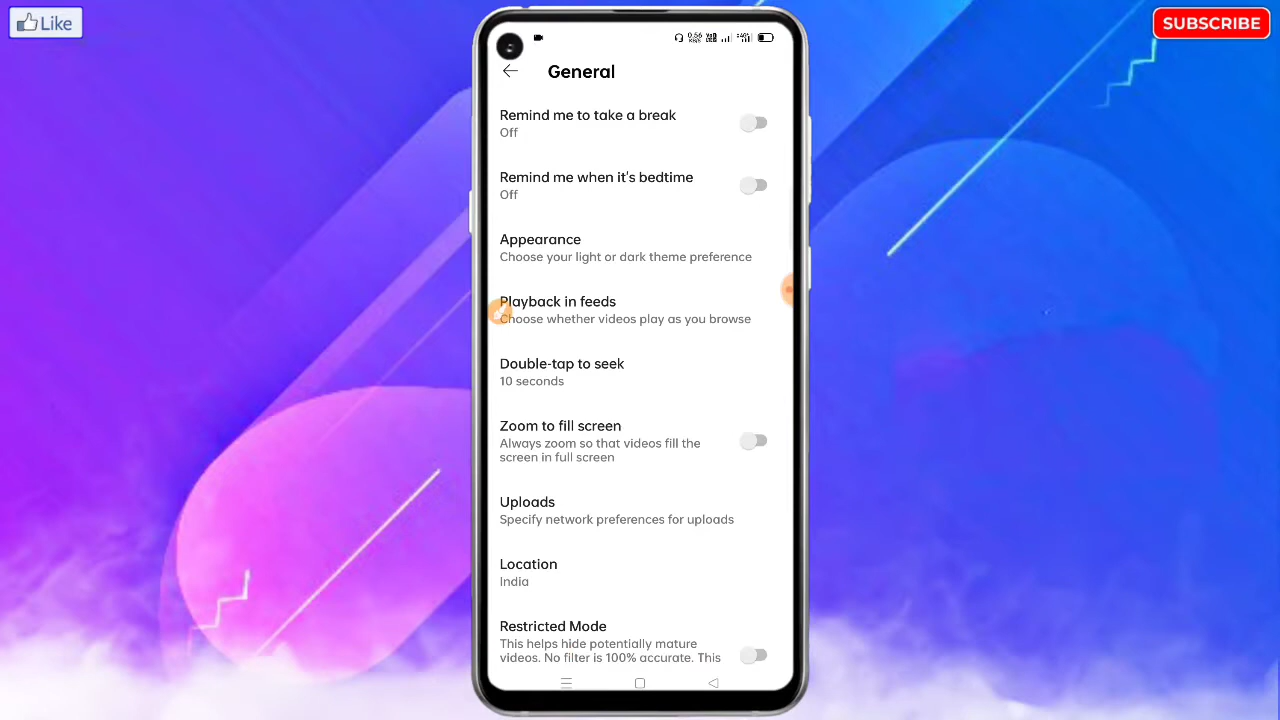 Like
SUBSCRIBE
General
Remind me to take a break
Off
Remind me when it's bedtime
Off
Appearance
Choose your light or dark theme preference
Playback in feeds
Choose whether videos play as you browse
Double-tap to seek
10 seconds
Zoom to fill screen
Always zoom so that videos fill the
screen in full screen
Uploads
Specify network preferences for uploads
Location
India
Restricted Mode
This helps hide potentially mature
videos. No filter is 100% accurate. This